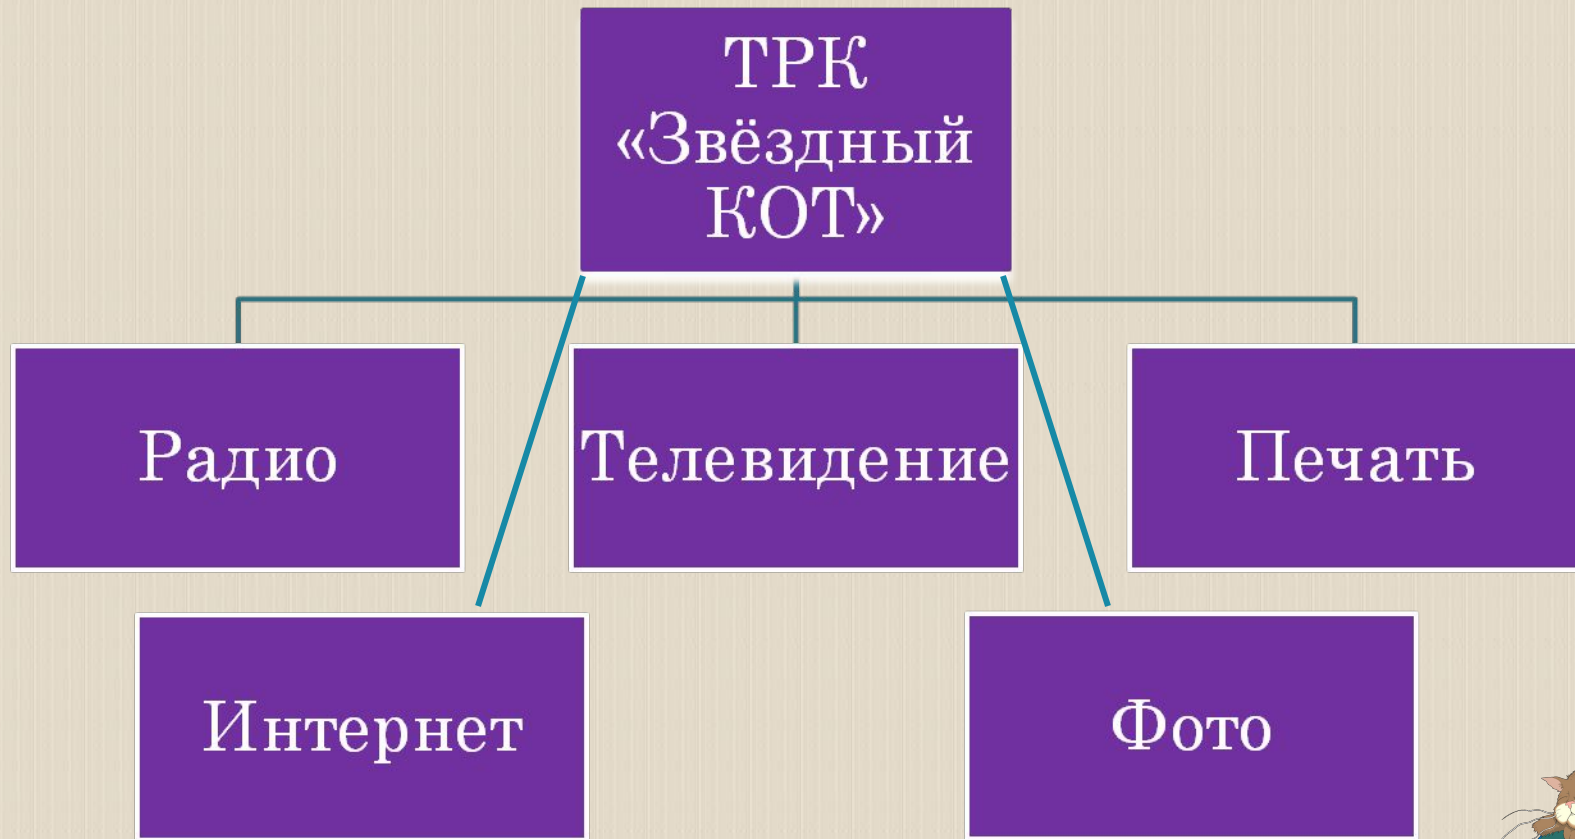 ТРК
«Звёздный
КОТ»
Радио
Телевидение
Печать
Интернет
Фото